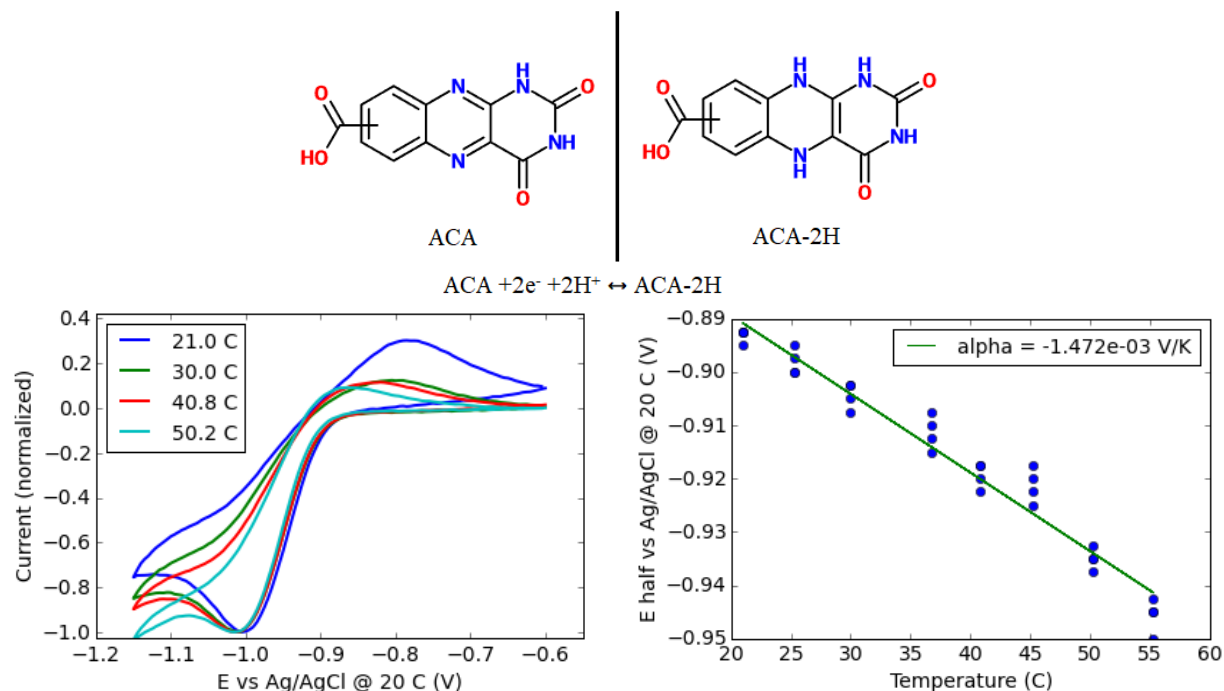 H
N
N
O
NH
N
O
O
HO
H
N
H
N
O
NH
N
H
O
O
HO
ACA
ACA-2H
ACA +2e⁻ +2H⁺ ↔ ACA-2H
0.4
0.2
0.0
−0.2
−0.4
−0.6
−0.8
−1.0
Current (normalized)
21.0 C
30.0 C
40.8 C
50.2 C
−1.2 −1.1 −1.0 −0.9 −0.8 −0.7 −0.6
E vs Ag/AgCl @ 20 C (V)
−0.89
−0.90
−0.91
−0.92
−0.93
−0.94
−0.95
E half vs Ag/AgCl @ 20 C (V)
alpha = -1.472e-03 V/K
20 25 30 35 40 45 50 55 60
Temperature (C)